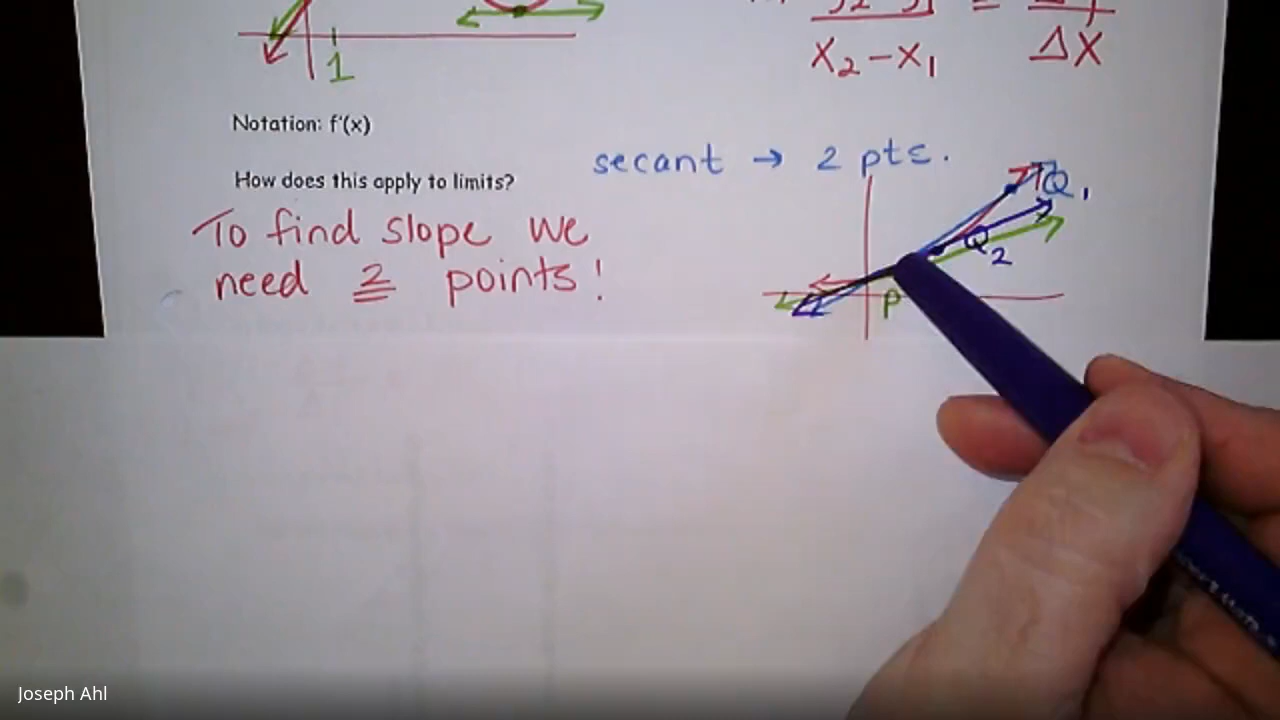 X₂ - X₁
ΔX
1
Notation: f'(x)
secant → 2 pts.
How does this apply to limits?
Q₁
To find slope we
Q₂
need 2 points!
P
Joseph Ahl